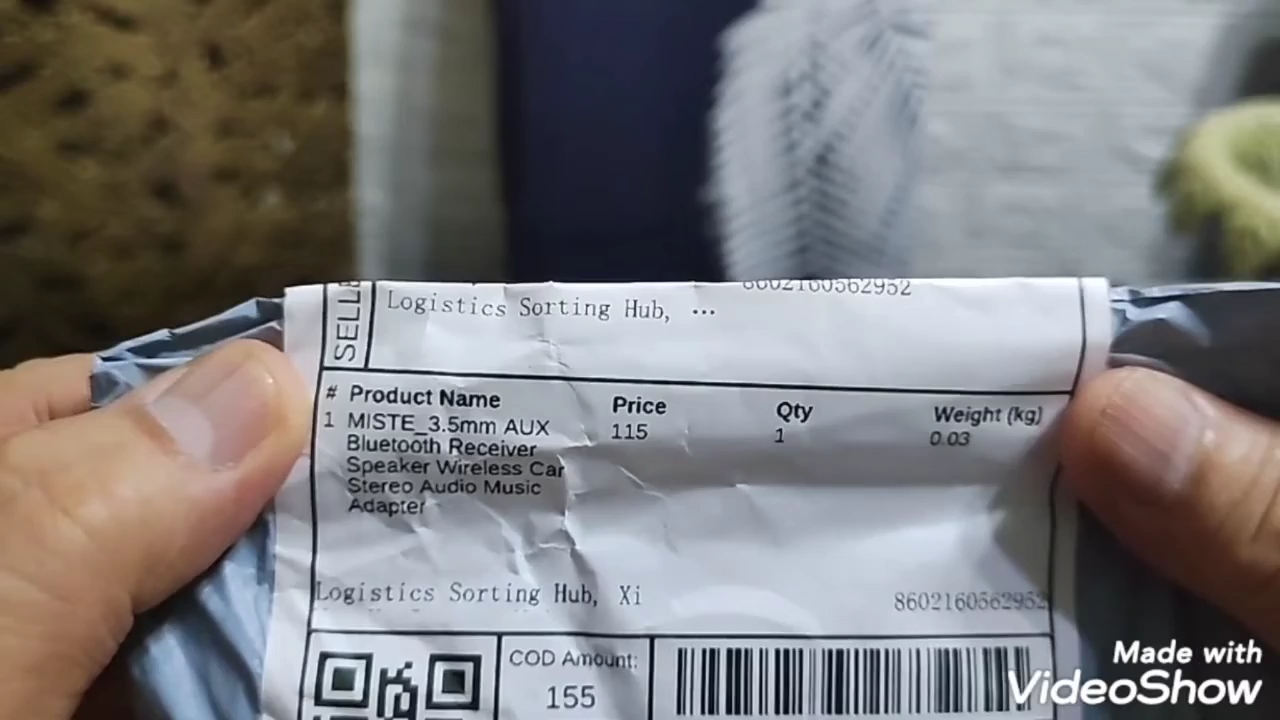 8602160562952
SELLE
Logistics Sorting Hub, ...
# Product Name Price Qty Weight (kg)
1 MISTE_3.5mm AUX 115 1 0.03
Bluetooth Receiver
Speaker Wireless Car
Stereo Audio Music
Adapter
Logistics Sorting Hub, Xi 8602160562952
COD Amount:
155
Made with
VideoShow